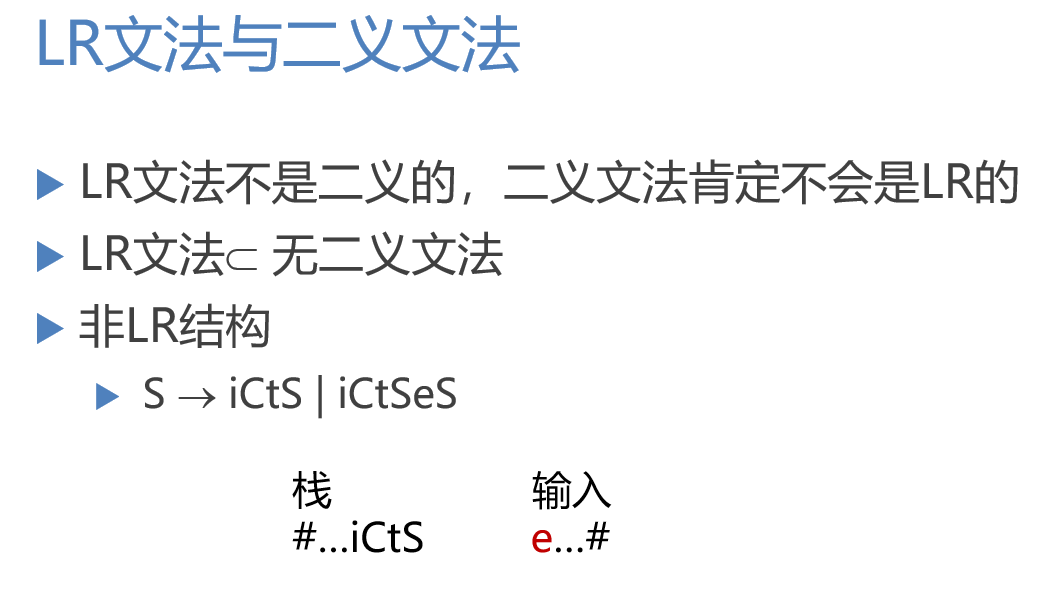 LR文法与二义文法
LR文法不是二义的，二义文法肯定不会是LR的
LR文法⊂ 无二义文法
非LR结构
S → iCtS | iCtSeS
栈 输入
#…iCtS e…#